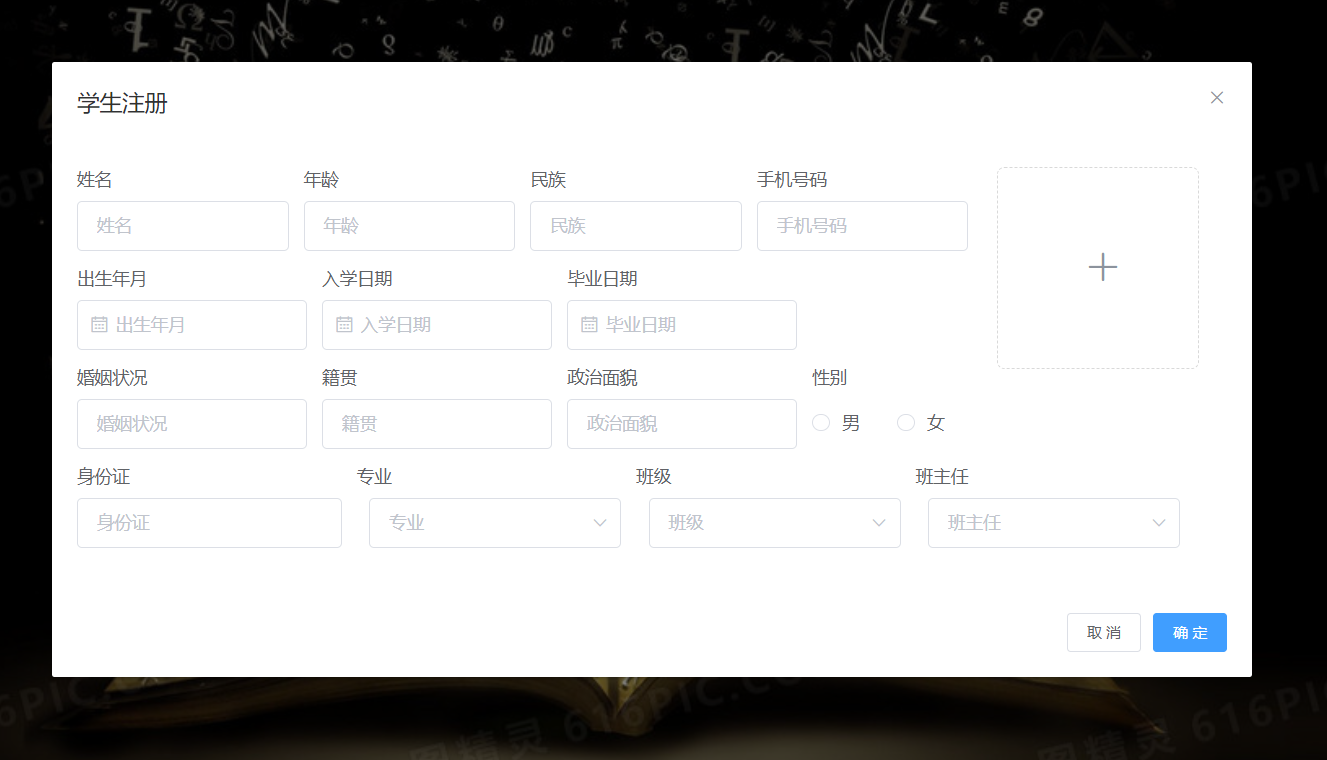 学生注册
姓名 年龄 民族 手机号码
姓名 年龄 民族 手机号码
出生年月 入学日期 毕业日期
出生年月 入学日期 毕业日期
婚姻状况 籍贯 政治面貌 性别
婚姻状况 籍贯 政治面貌 男 女
身份证 专业 班级 班主任
身份证 专业 班级 班主任
取消 确定
616PIC.CO
精灵 616PIC
精灵 616PI